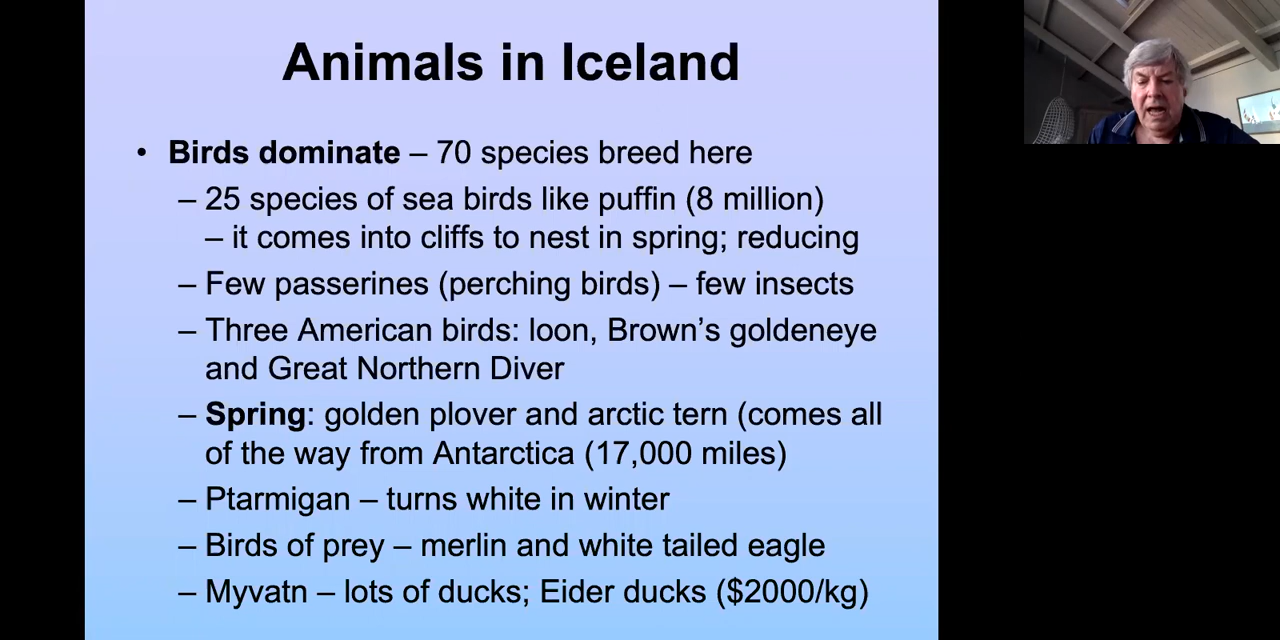 Animals in Iceland
• Birds dominate – 70 species breed here
– 25 species of sea birds like puffin (8 million)
– it comes into cliffs to nest in spring; reducing
– Few passerines (perching birds) – few insects
– Three American birds: loon, Brown’s goldeneye
and Great Northern Diver
– Spring: golden plover and arctic tern (comes all
of the way from Antarctica (17,000 miles)
– Ptarmigan – turns white in winter
– Birds of prey – merlin and white tailed eagle
– Myvatn – lots of ducks; Eider ducks ($2000/kg)